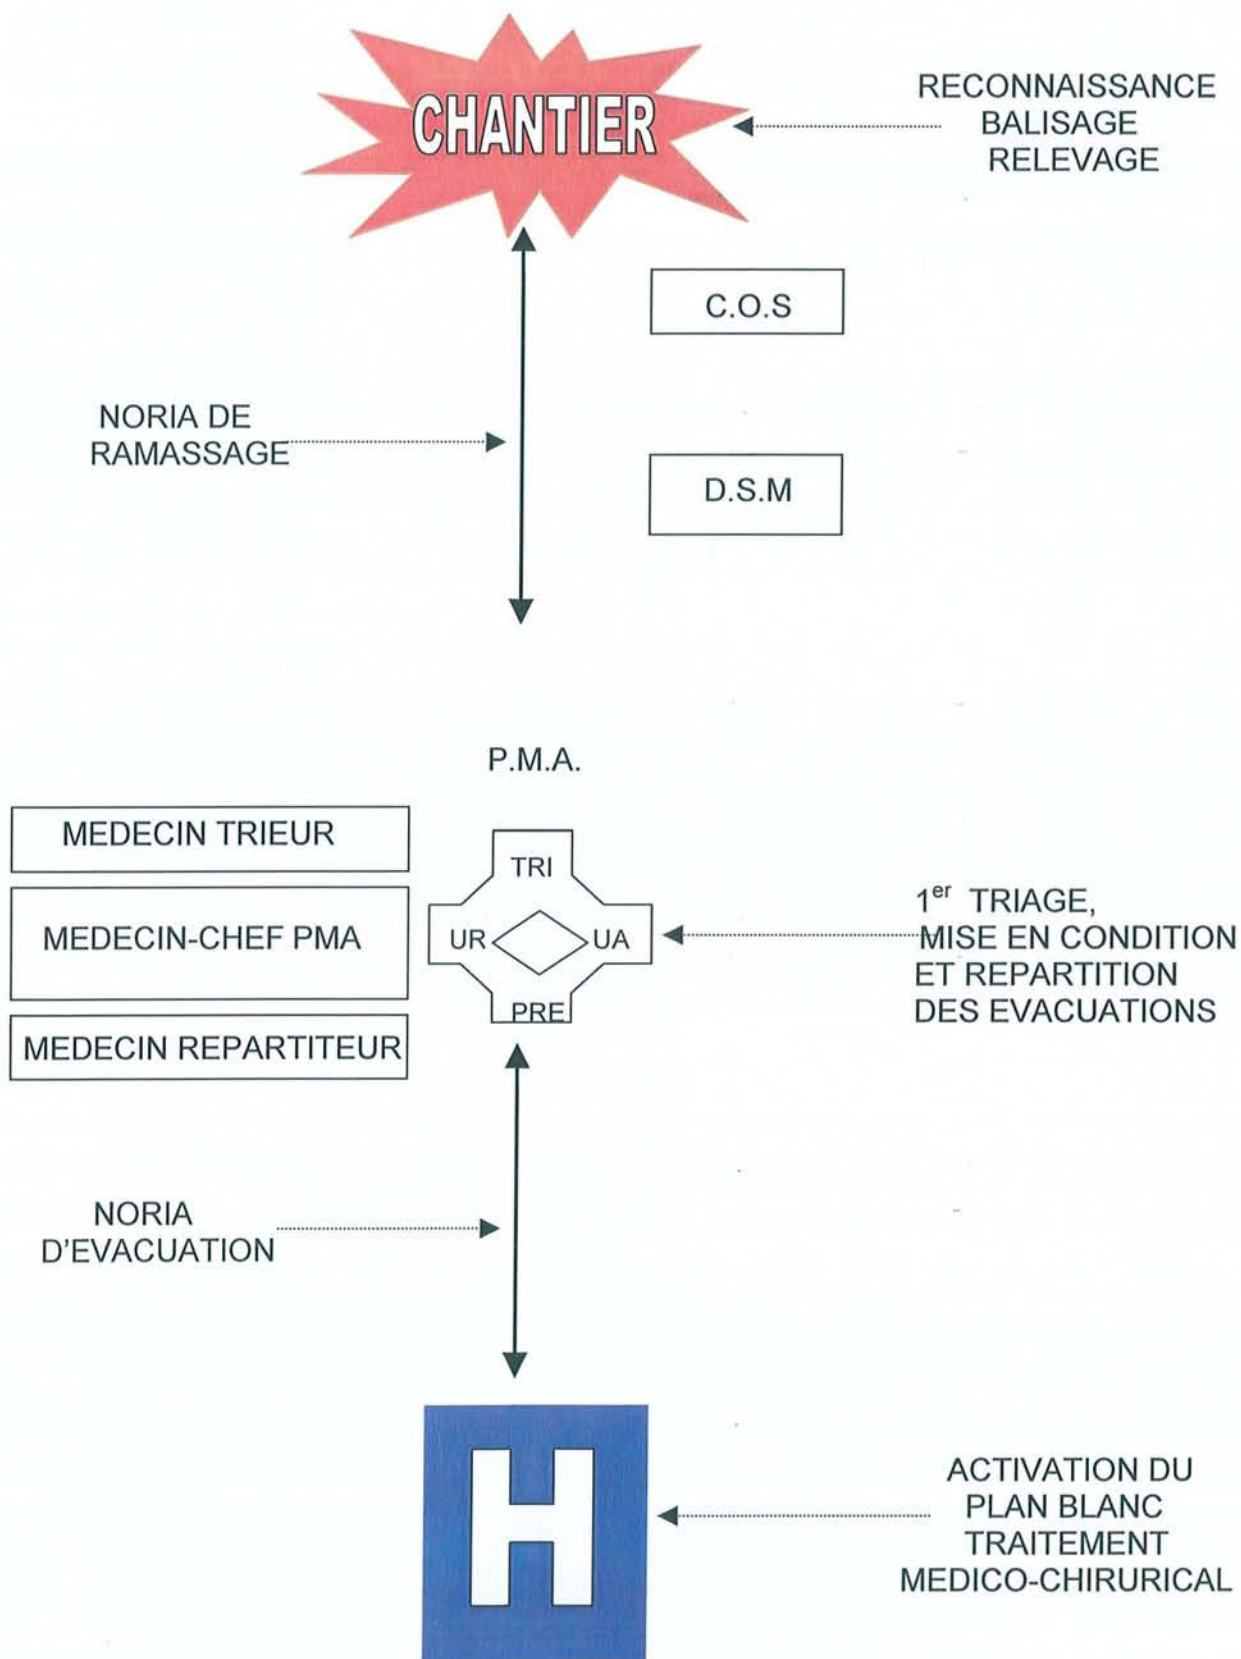 CHANTIER
RECONNAISSANCE
BALISAGE
RELEVAGE
C.O.S
NORIA DE
RAMASSAGE
D.S.M
P.M.A.
MEDECIN TRIEUR
MEDECIN-CHEF PMA
MEDECIN REPARTITEUR
TRI
UR
UA
PRE
1er TRIAGE,
MISE EN CONDITION
ET REPARTITION
DES EVACUATIONS
NORIA
D'EVACUATION
H
ACTIVATION DU
PLAN BLANC
TRAITEMENT
MEDICO-CHIRURICAL